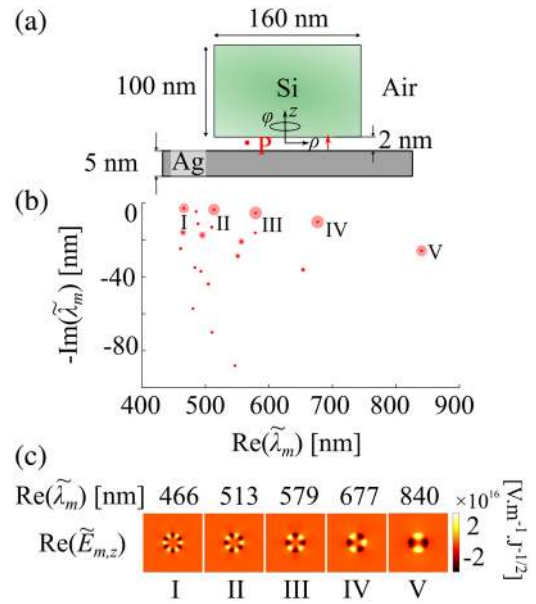 (a)
160 nm
100 nm
Si
Air
φ
z
P
ρ
2 nm
5 nm
Ag
(b)
0
-40
-80
I
II
III
IV
V
-Im(λ̃ₘ) [nm]
400 500 600 700 800 900
Re(λ̃ₘ) [nm]
(c)
Re(λ̃ₘ) [nm] 466 513 579 677 840
Re(Ẽₘ,z)
I II III IV V
×10¹⁶
2
-2
[V.m⁻¹.J⁻¹/²]